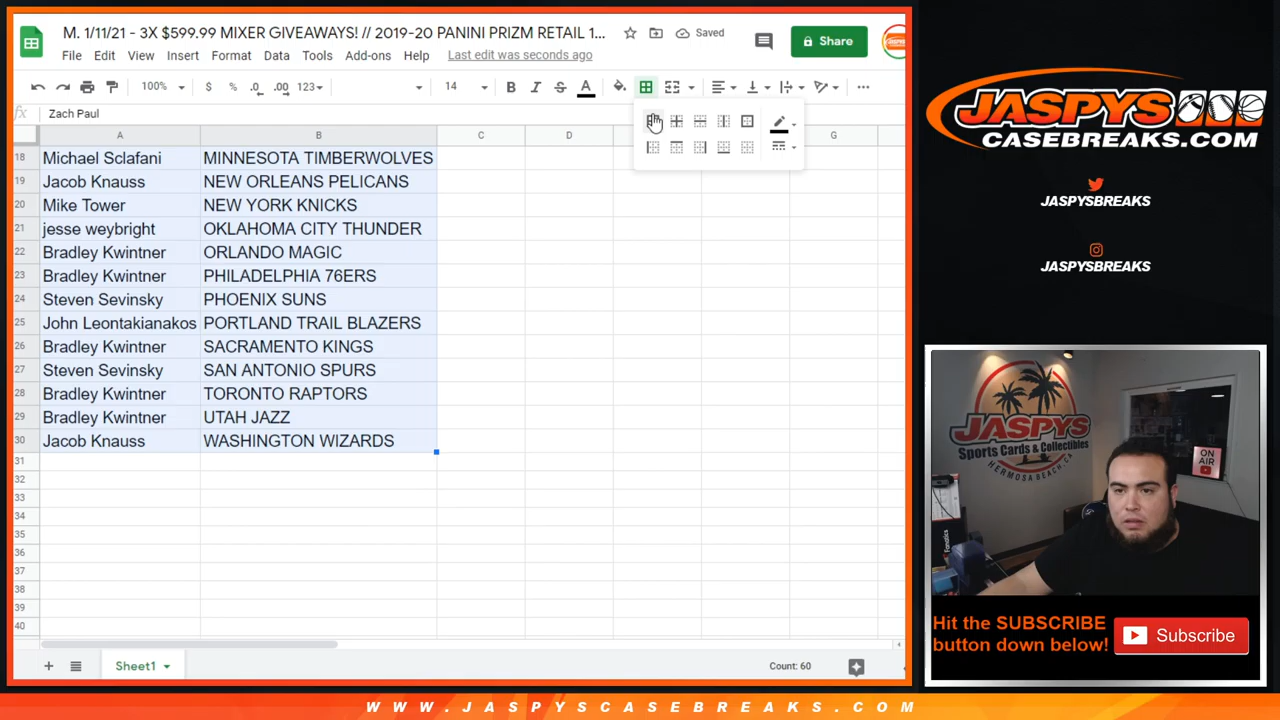 M. 1/11/21 - 3X $599.99 MIXER GIVEAWAYS! // 2019-20 PANINI PRIZM RETAIL 1...
Saved
Share
File Edit View Insert Format Data Tools Add-ons Help Last edit was seconds ago
100% $ % .0 .00 123 14 B I S A
fx Zach Paul
A B C D G
18 Michael Sclafani MINNESOTA TIMBERWOLVES
19 Jacob Knauss NEW ORLEANS PELICANS
20 Mike Tower NEW YORK KNICKS
21 jesse weybright OKLAHOMA CITY THUNDER
22 Bradley Kwintner ORLANDO MAGIC
23 Bradley Kwintner PHILADELPHIA 76ERS
24 Steven Sevinsky PHOENIX SUNS
25 John Leontakianakos PORTLAND TRAIL BLAZERS
26 Bradley Kwintner SACRAMENTO KINGS
27 Steven Sevinsky SAN ANTONIO SPURS
28 Bradley Kwintner TORONTO RAPTORS
29 Bradley Kwintner UTAH JAZZ
30 Jacob Knauss WASHINGTON WIZARDS
31
32
33
34
35
36
37
38
39
40
Sheet1
Count: 60
JASPYS
CASEBREAKS.COM
JASPYSBREAKS
JASPYSBREAKS
JASPYS
Sports Cards & Collectibles
HERMOSA BEACH, CA
ON AIR
Fanatics
Hit the SUBSCRIBE
button down below!
Subscribe
WWW.JASPYSCASEBREAKS.COM